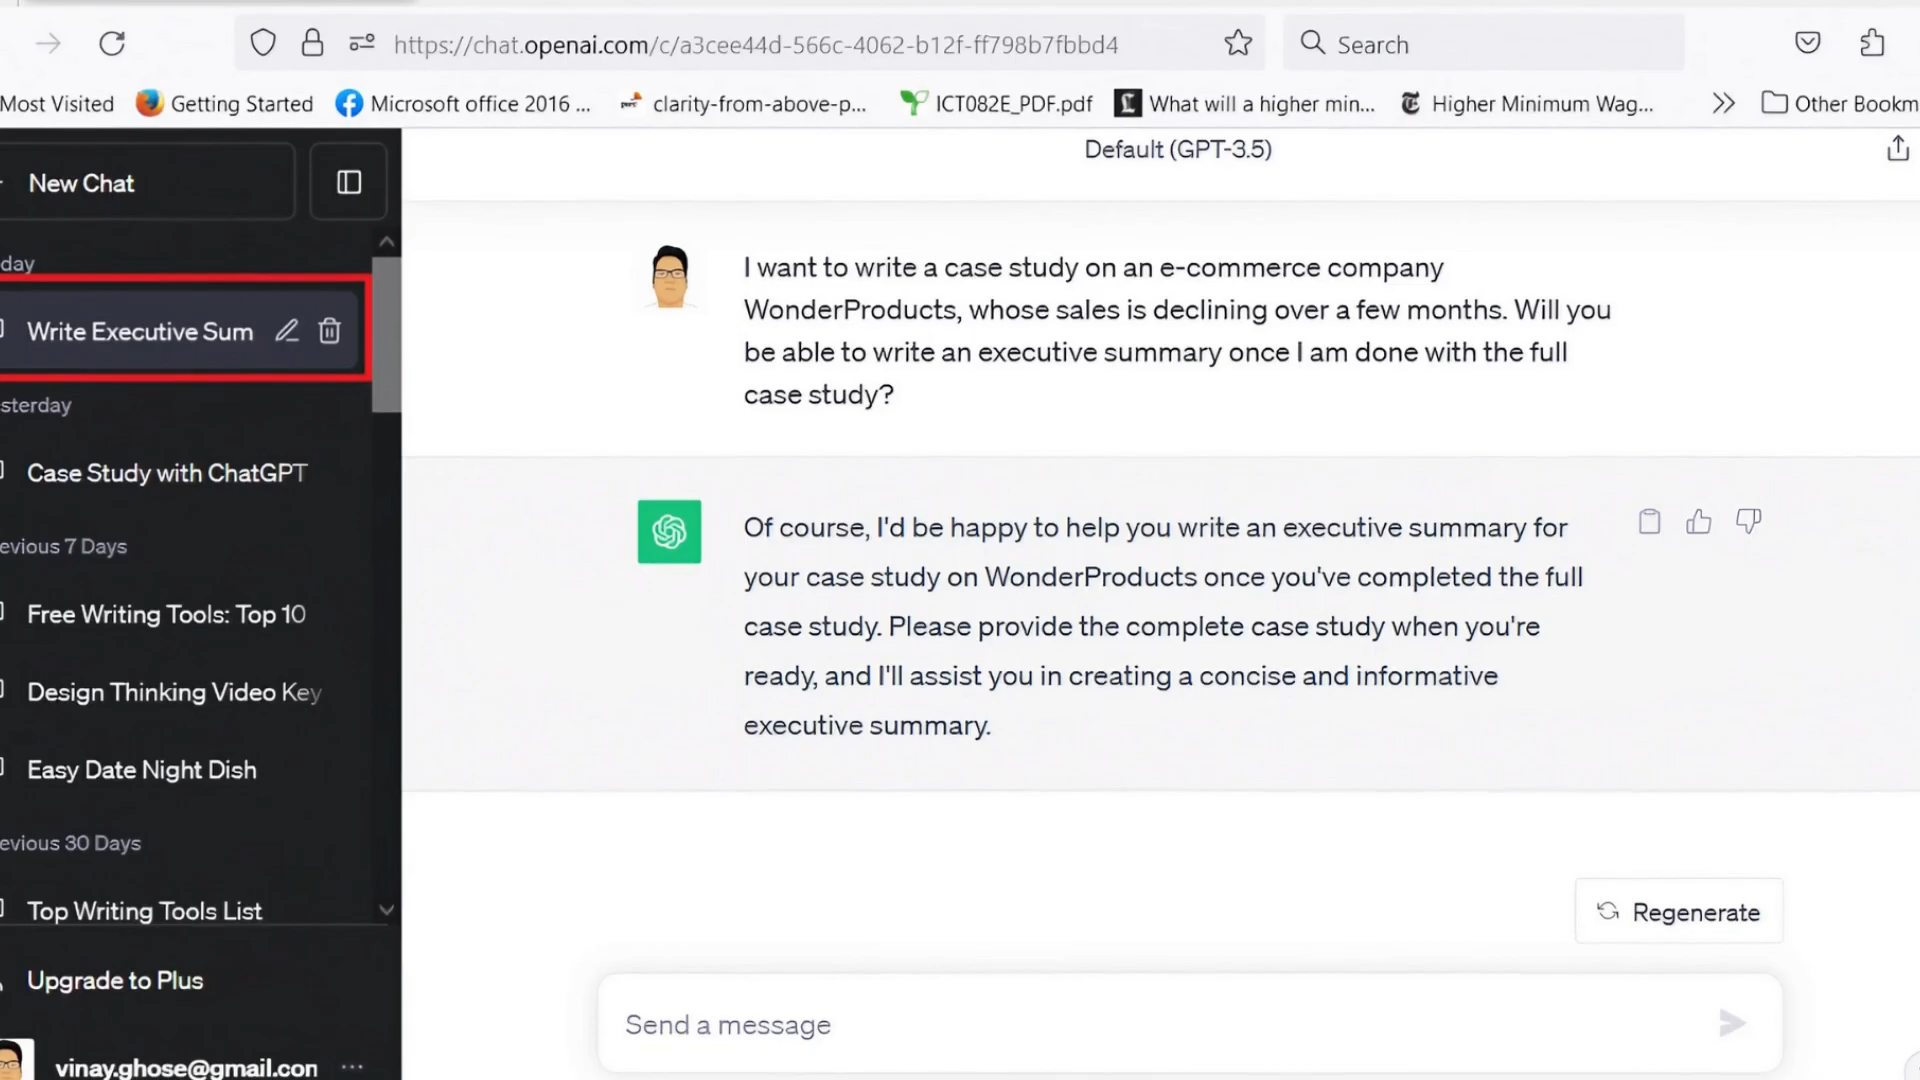 https://chat.openai.com/c/a3cee44d-566c-4062-b12f-ff798b7fbbd4
Search
Most Visited
Getting Started
Microsoft office 2016 ...
clarity-from-above-p...
ICT082E_PDF.pdf
What will a higher min...
Higher Minimum Wag...
Other Bookm
New Chat
day
Write Executive Sum
sterday
Case Study with ChatGPT
evious 7 Days
Free Writing Tools: Top 10
Design Thinking Video Key
Easy Date Night Dish
evious 30 Days
Top Writing Tools List
Upgrade to Plus
vinay.ghose@gmail.con
Default (GPT-3.5)
I want to write a case study on an e-commerce company
WonderProducts, whose sales is declining over a few months. Will you
be able to write an executive summary once I am done with the full
case study?
Of course, I'd be happy to help you write an executive summary for
your case study on WonderProducts once you've completed the full
case study. Please provide the complete case study when you're
ready, and I'll assist you in creating a concise and informative
executive summary.
Regenerate
Send a message